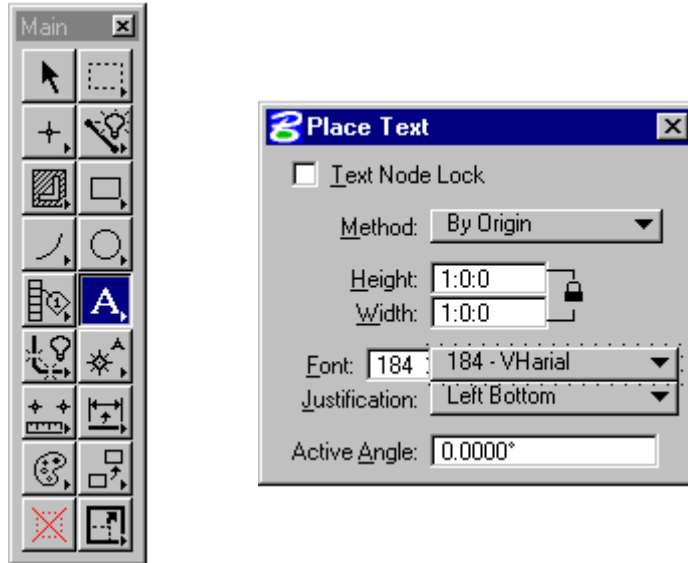 Main
A
A
1
Place Text
Text Node Lock
Method: By Origin
Height: 1:0:0
Width: 1:0:0
Font: 184 184 - VHarial
Justification: Left Bottom
Active Angle: 0.0000°